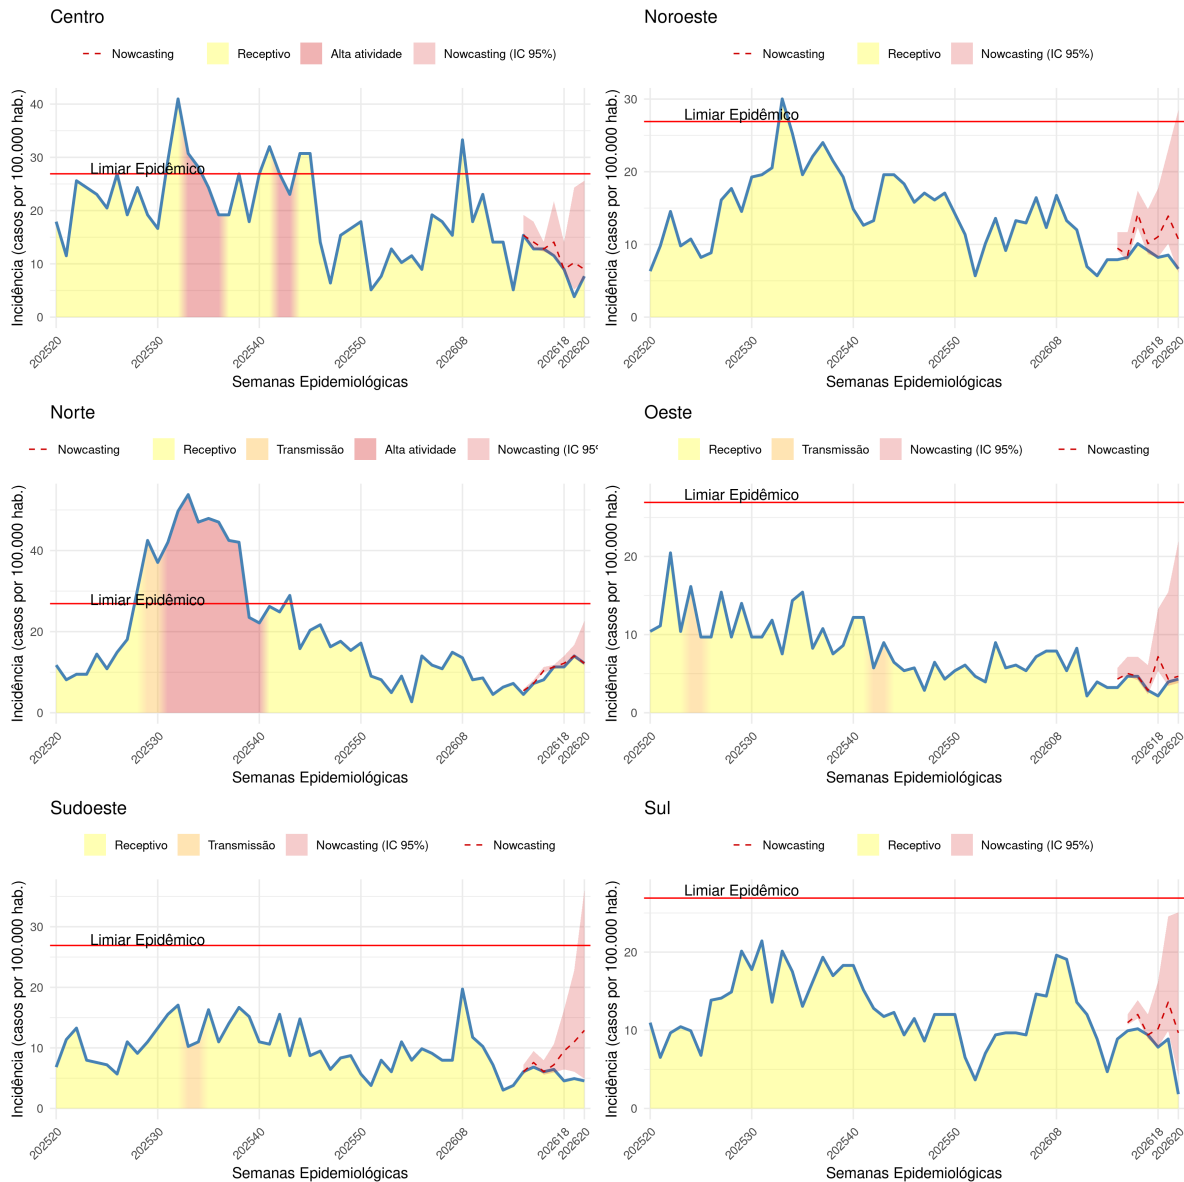 Centro
Nowcasting Receptivo Alta atividade Nowcasting (IC 95%)
Incidência (casos por 100.000 hab.)
40
30
20
10
0
Limiar Epidêmico
202520 202530 202540 202550 202608 202618 202620
Semanas Epidemiológicas
Noroeste
Nowcasting Receptivo Nowcasting (IC 95%)
Incidência (casos por 100.000 hab.)
30
20
10
0
Limiar Epidêmico
202520 202530 202540 202550 202608 202618 202620
Semanas Epidemiológicas
Norte
Nowcasting Receptivo Transmissão Alta atividade Nowcasting (IC 95%
Incidência (casos por 100.000 hab.)
40
20
0
Limiar Epidêmico
202520 202530 202540 202550 202608 202618 202620
Semanas Epidemiológicas
Oeste
Receptivo Transmissão Nowcasting (IC 95%) Nowcasting
Incidência (casos por 100.000 hab.)
20
10
0
Limiar Epidêmico
202520 202530 202540 202550 202608 202618 202620
Semanas Epidemiológicas
Sudoeste
Receptivo Transmissão Nowcasting (IC 95%) Nowcasting
Incidência (casos por 100.000 hab.)
30
20
10
0
Limiar Epidêmico
202520 202530 202540 202550 202608 202618 202620
Semanas Epidemiológicas
Sul
Nowcasting Receptivo Nowcasting (IC 95%)
Incidência (casos por 100.000 hab.)
20
10
0
Limiar Epidêmico
202520 202530 202540 202550 202608 202618 202620
Semanas Epidemiológicas